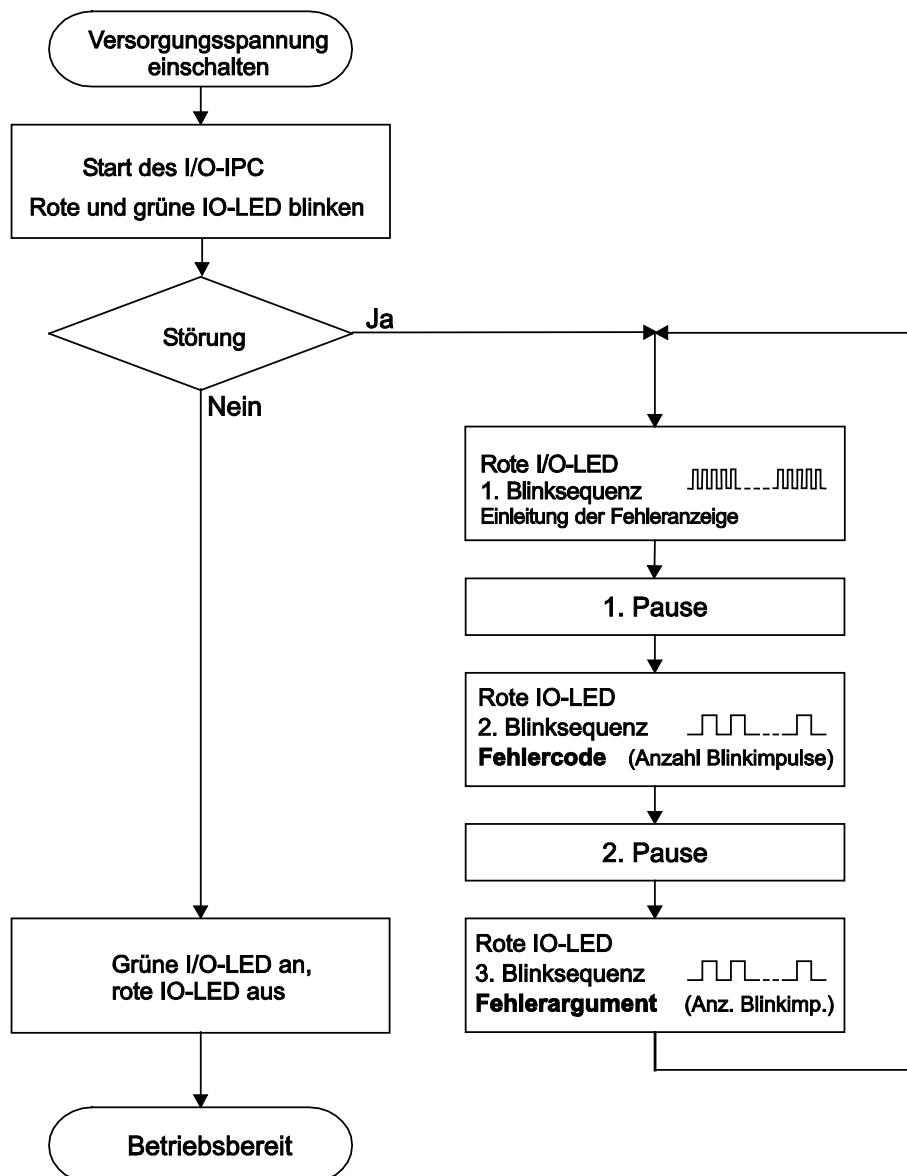 Versorgungsspannung
einschalten
Start des I/O-IPC
Rote und grüne IO-LED blinken
Störung
Ja
Nein
Rote I/O-LED
1. Blinksequenz
Einleitung der Fehleranzeige
1. Pause
Rote IO-LED
2. Blinksequenz
Fehlercode (Anzahl Blinkimpulse)
2. Pause
Rote IO-LED
3. Blinksequenz
Fehlerargument (Anz. Blinkimp.)
Grüne I/O-LED an,
rote IO-LED aus
Betriebsbereit